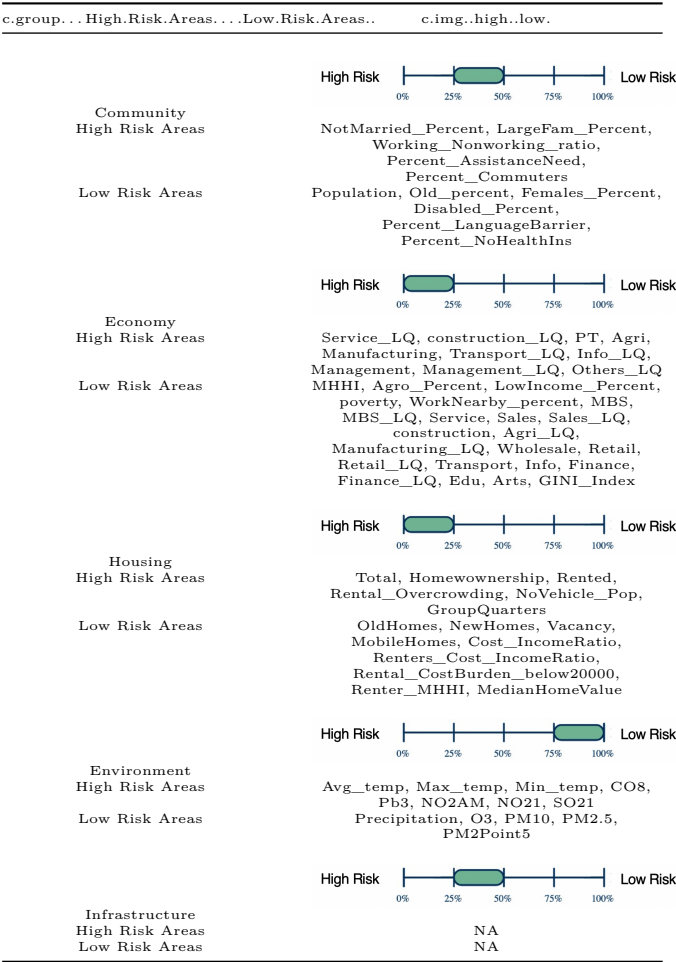 c.group...High.Risk.Areas....Low.Risk.Areas.. c.img..high..low.
High Risk Low Risk
0% 25% 50% 75% 100%
Community
High Risk Areas NotMarried_Percent, LargeFam_Percent,
Working_Nonworking_ratio,
Percent_AssistanceNeed,
Percent_Commuters
Low Risk Areas Population, Old_percent, Females_Percent,
Disabled_Percent,
Percent_LanguageBarrier,
Percent_NoHealthIns
High Risk Low Risk
0% 25% 50% 75% 100%
Economy
High Risk Areas Service_LQ, construction_LQ, PT, Agri,
Manufacturing, Transport_LQ, Info_LQ,
Management, Management_LQ, Others_LQ
Low Risk Areas MHHI, Agro_Percent, LowIncome_Percent,
poverty, WorkNearby_percent, MBS,
MBS_LQ, Service, Sales, Sales_LQ,
construction, Agri_LQ,
Manufacturing_LQ, Wholesale, Retail,
Retail_LQ, Transport, Info, Finance,
Finance_LQ, Edu, Arts, GINI_Index
High Risk Low Risk
0% 25% 50% 75% 100%
Housing
High Risk Areas Total, Homewownership, Rented,
Rental_Overcrowding, NoVehicle_Pop,
GroupQuarters
Low Risk Areas OldHomes, NewHomes, Vacancy,
MobileHomes, Cost_IncomeRatio,
Renters_Cost_IncomeRatio,
Rental_CostBurden_below20000,
Renter_MHHI, MedianHomeValue
High Risk Low Risk
0% 25% 50% 75% 100%
Environment
High Risk Areas Avg_temp, Max_temp, Min_temp, CO8,
Pb3, NO2AM, NO21, SO21
Low Risk Areas Precipitation, O3, PM10, PM2.5,
PM2Point5
High Risk Low Risk
0% 25% 50% 75% 100%
Infrastructure
High Risk Areas NA
Low Risk Areas NA